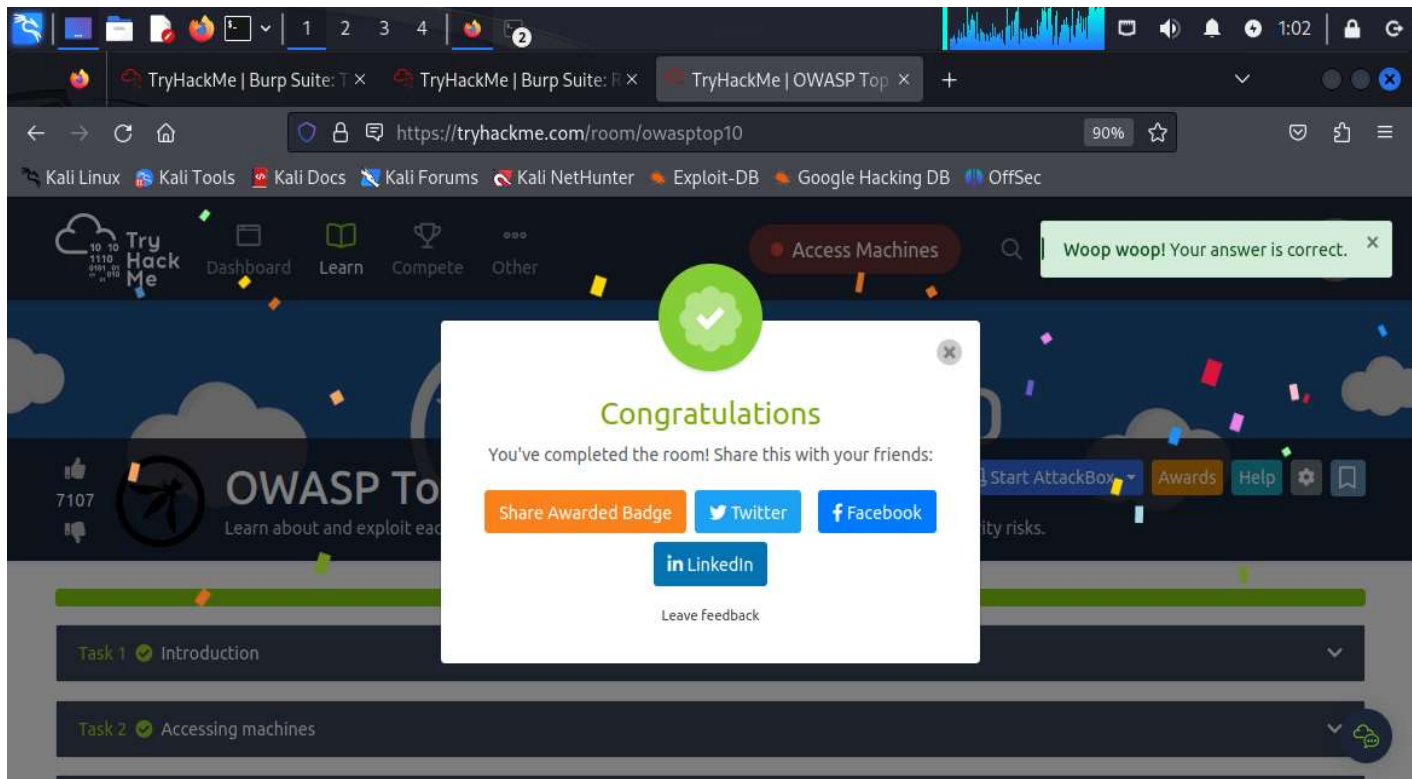 1 2 3 4 2 1:02
TryHackMe | Burp Suite: T TryHackMe | Burp Suite: R TryHackMe | OWASP Top
https://tryhackme.com/room/owasptop10 90%
Kali Linux Kali Tools Kali Docs Kali Forums Kali NetHunter Exploit-DB Google Hacking DB OffSec
Try Hack Me
Dashboard Learn Compete Other Access Machines
Woop woop! Your answer is correct.
Congratulations
You've completed the room! Share this with your friends:
Share Awarded Badge Twitter Facebook
LinkedIn
Leave feedback
7107
OWASP To
Learn about and exploit eac
ity risks.
Start AttackBox Awards Help
Task 1 Introduction
Task 2 Accessing machines